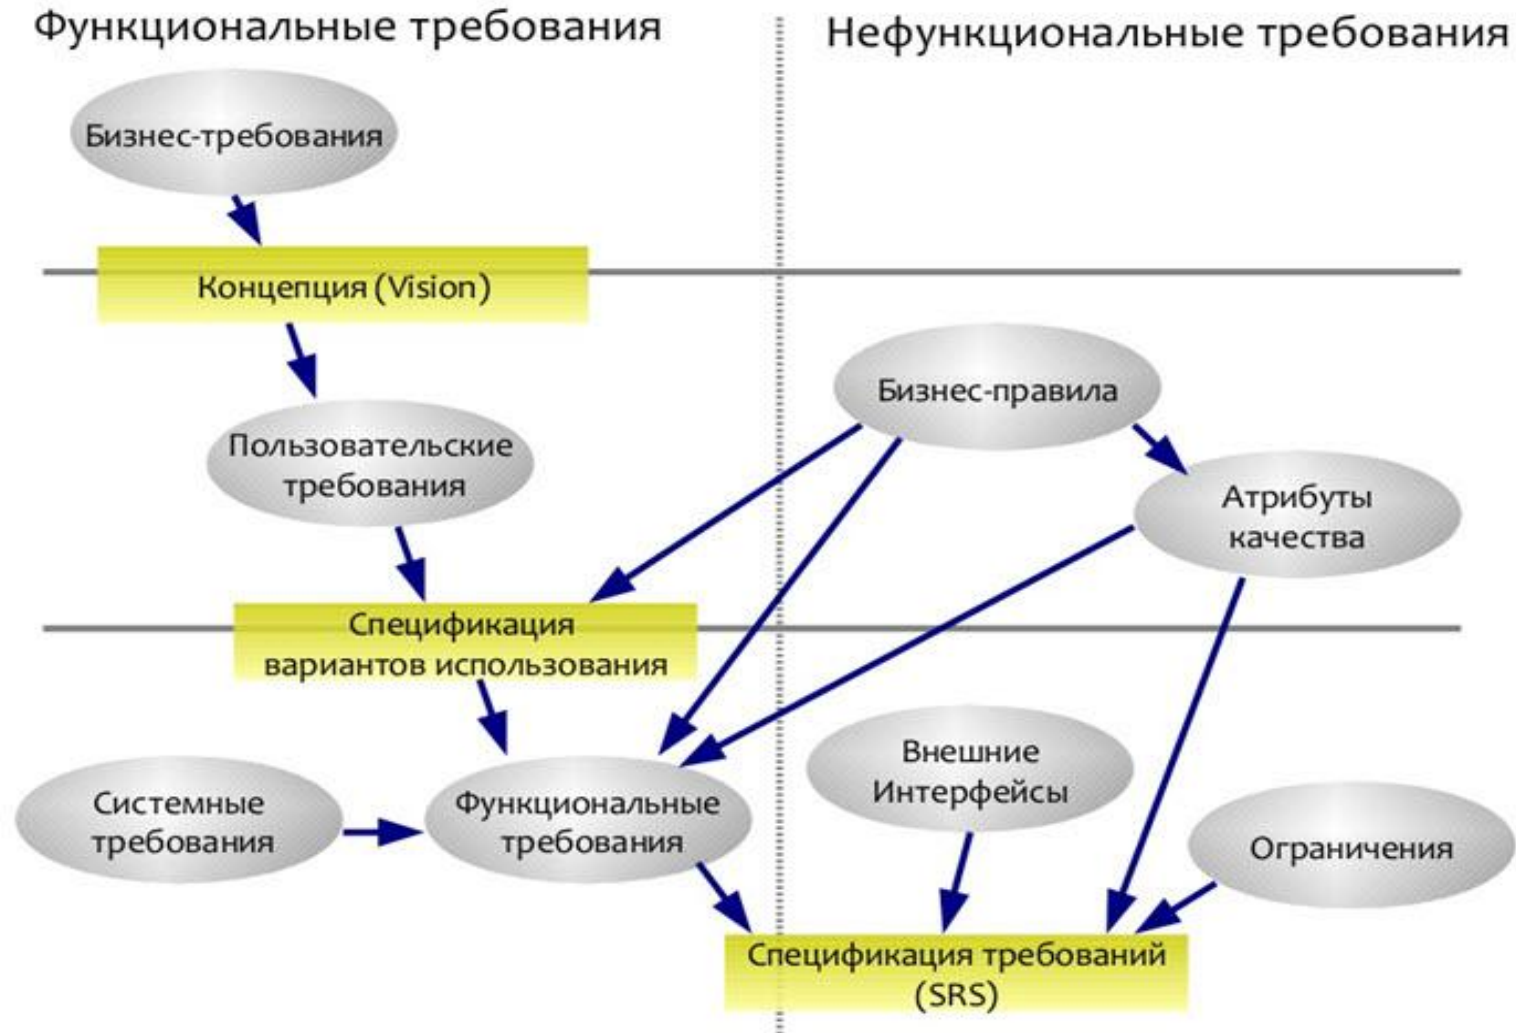 Функциональные требования
Нефункциональные требования
Бизнес-требования
Концепция (Vision)
Бизнес-правила
Пользовательские
требования
Атрибуты
качества
Спецификация
вариантов использования
Внешние
Интерфейсы
Системные
требования
Функциональные
требования
Ограничения
Спецификация требований
(SRS)